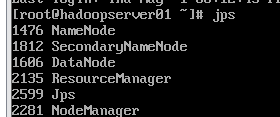 [root@hadoopserver01 ~]# jps
1476 NameNode
1812 SecondaryNameNode
1606 DataNode
2135 ResourceManager
2599 Jps
2281 NodeManager